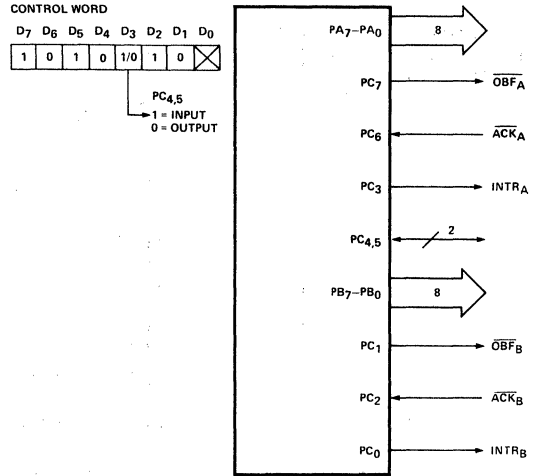 CONTROL WORD
D7 D6 D5 D4 D3 D2 D1 D0
1 0 1 0 1/0 1 0
PC4,5
1 = INPUT
0 = OUTPUT
PA7–PA0 8
PC7 OBFA
PC6 ACKA
PC3 INTRA
PC4,5 2
PB7–PB0 8
PC1 OBFB
PC2 ACKB
PC0 INTRB